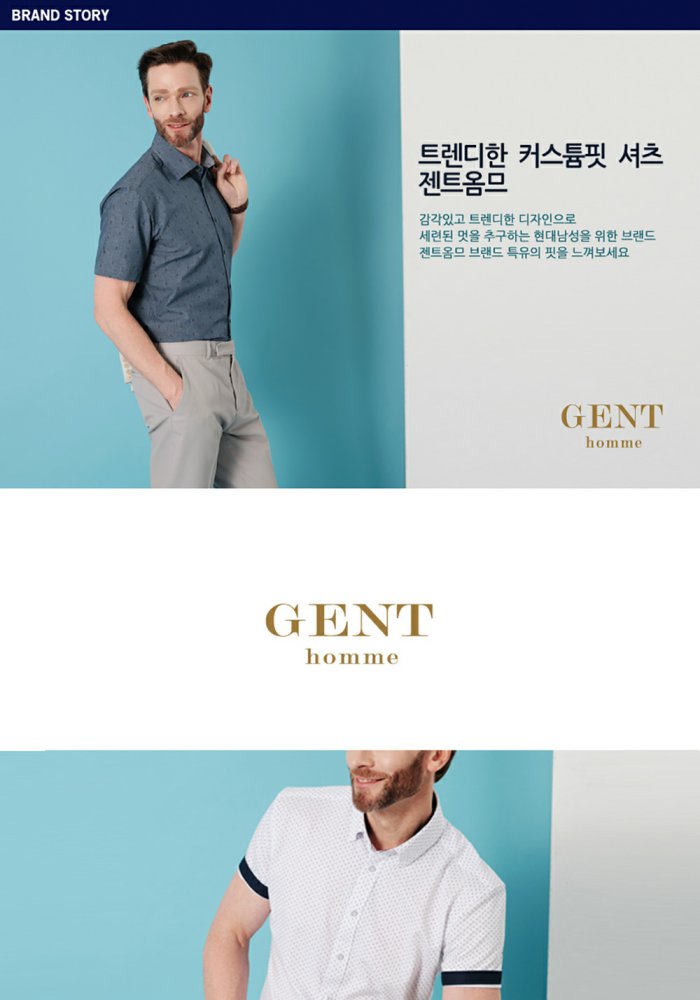 BRAND STORY
트렌디한 커스튬핏 셔츠
젠트옴므
감각있고 트렌디한 디자인으로
세련된 멋을 추구하는 현대남성을 위한 브랜드
젠트옴므 브랜드 특유의 핏을 느껴보세요
GENT
homme
GENT
homme